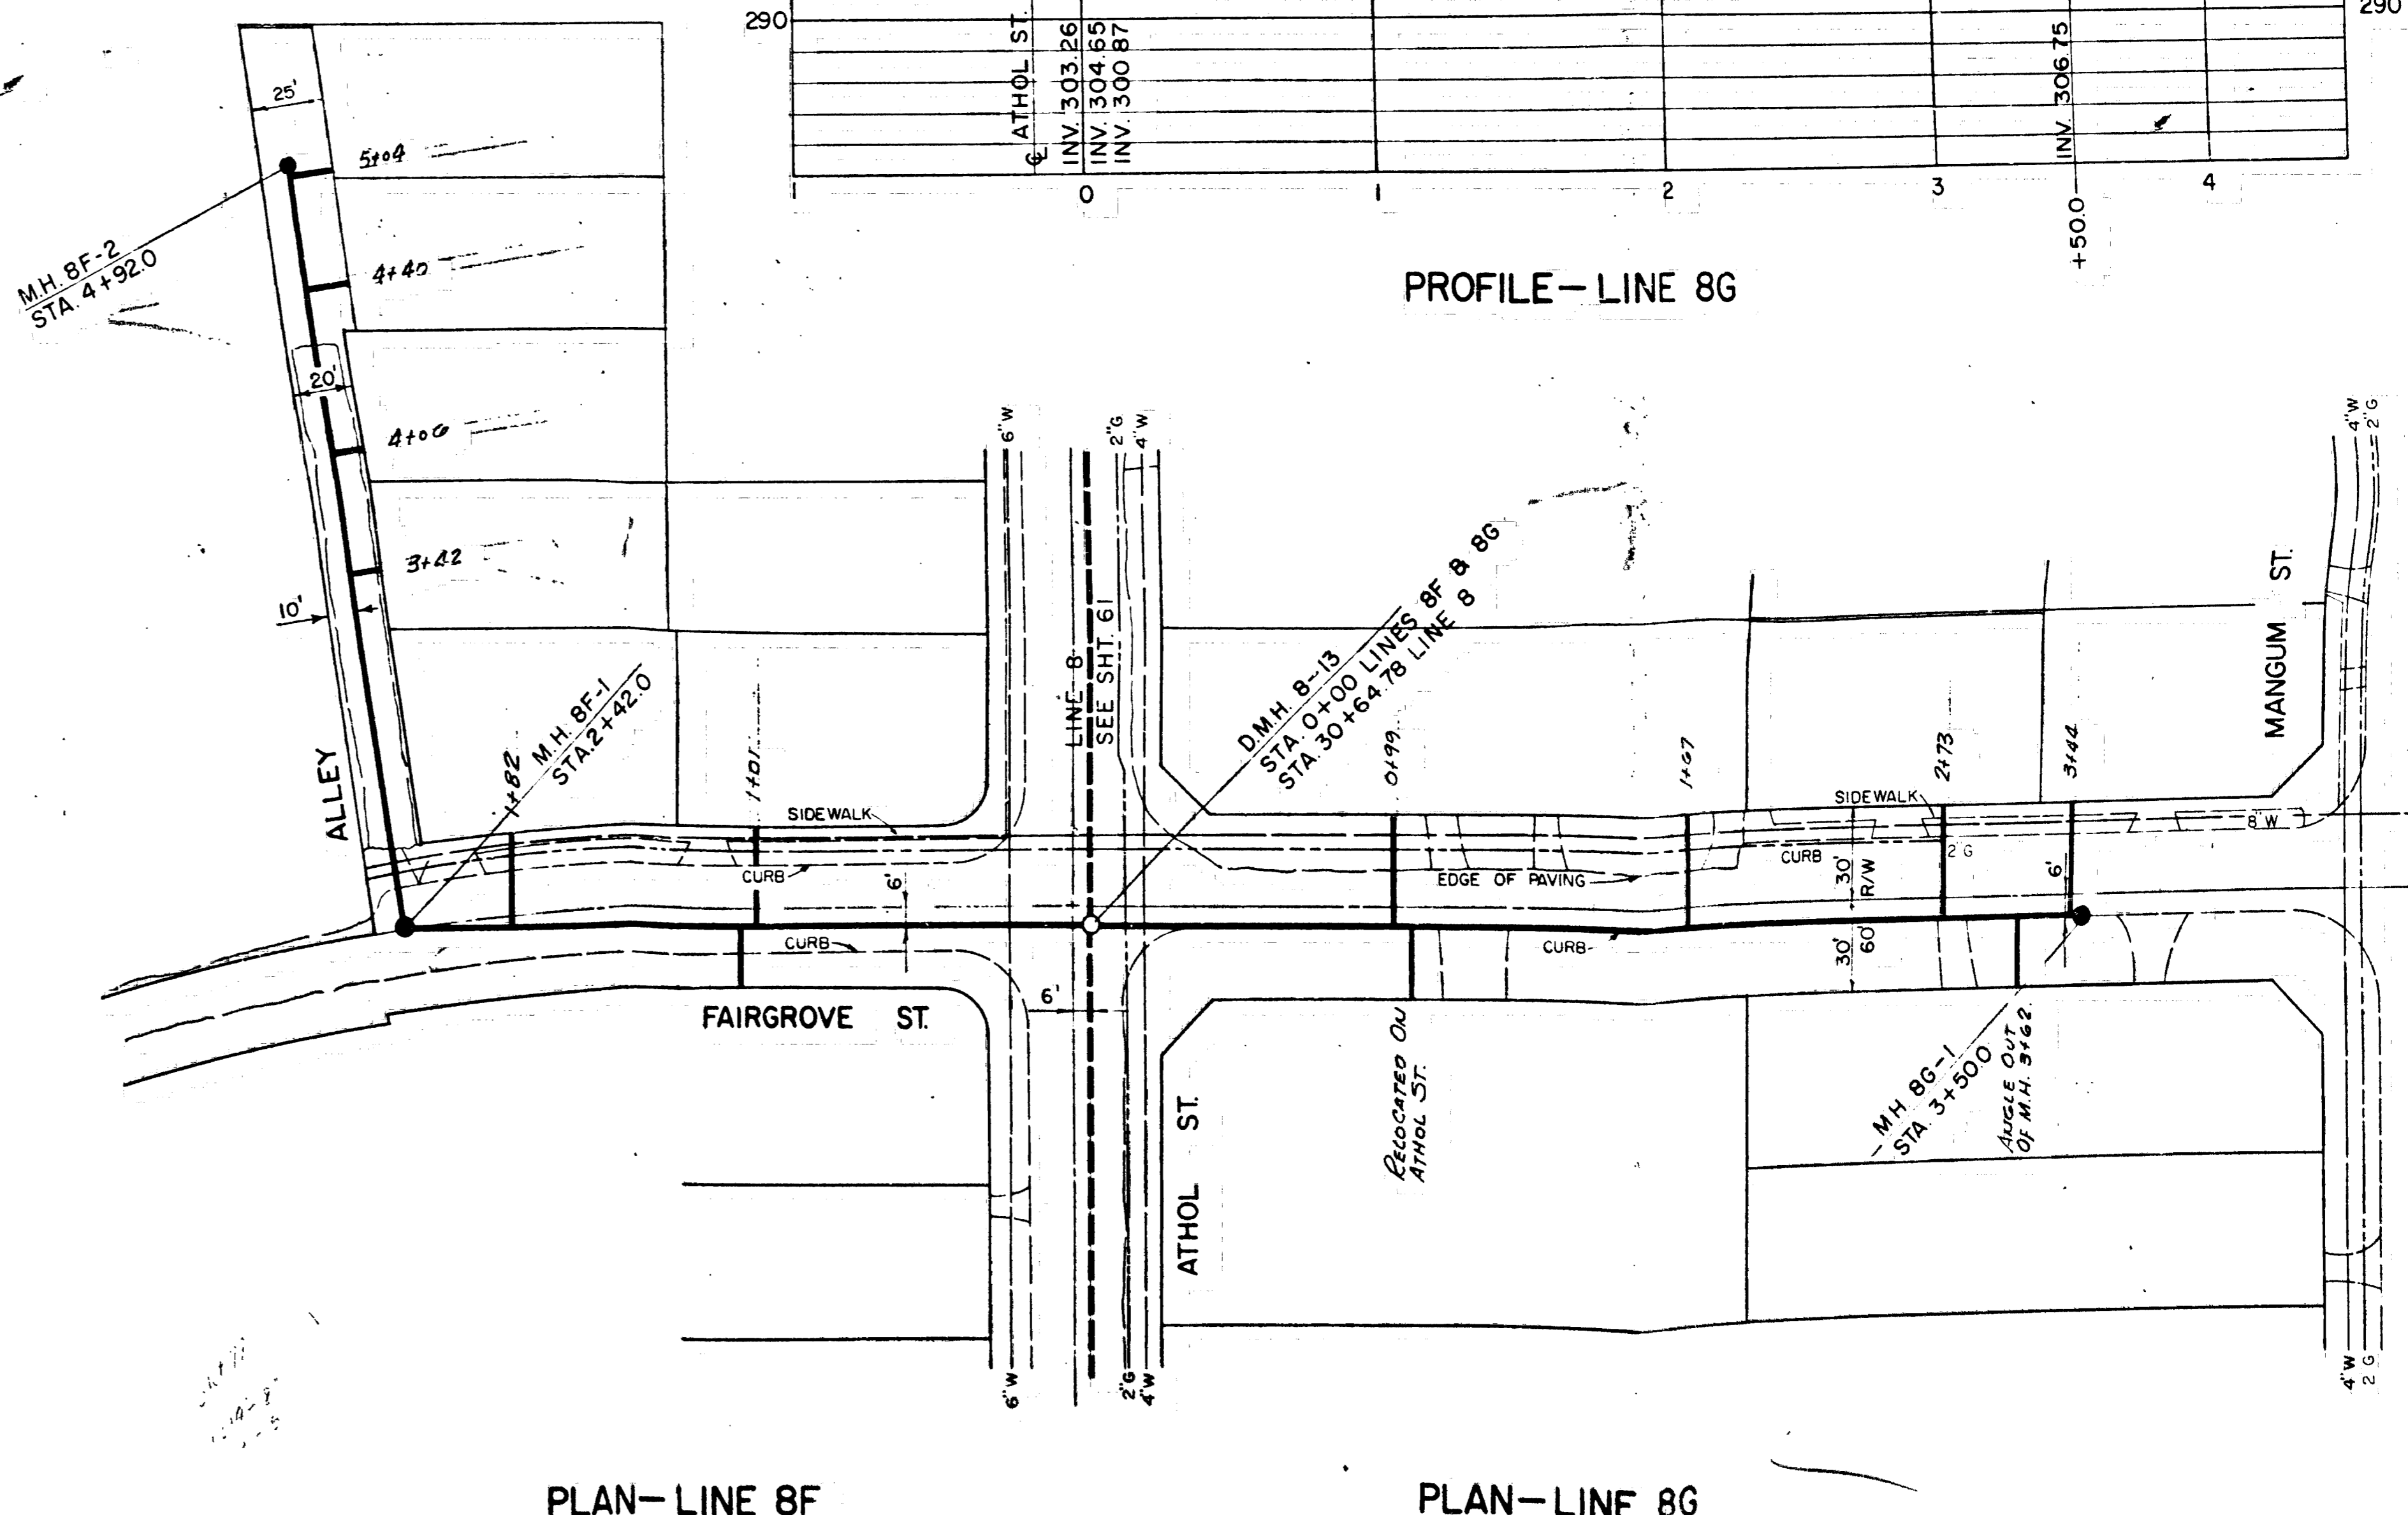 290
290
℄ ATHOL ST.
INV. 303.26
INV. 304.65
INV. 300.87
INV. 306.75
1
0
1
2
3
+50.0
4
PROFILE—LINE 8G
25'
5+04
M.H. 8F-2
STA. 4+92.0
4+40
20'
4+06
3+42
10'
ALLEY
M.H. 8F-1
STA. 2+42.0
1+82
1+01
SIDEWALK
CURB
6'
CURB
FAIRGROVE ST.
6"W
2"G
4"W
LINE 8
SEE SHT. 61
D.M.H. 8-13
STA. 0+00 LINES 8F & 8G
STA. 30+64.78 LINE 8
6'
0+99
1+67
2+73
3+44
SIDEWALK
CURB
2"G
8"W
EDGE OF PAVING
CURB
30'
30'
60' R/W
6'
MANGUM ST.
4"W
2"G
RELOCATED ON
ATHOL ST.
M.H. 8G-1
STA. 3+50.0
ANGLE OUT
OF M.H. 3+62
ATHOL ST.
6"W
2"G
4"W
4"W
2"G
PLAN—LINE 8F
PLAN—LINE 8G